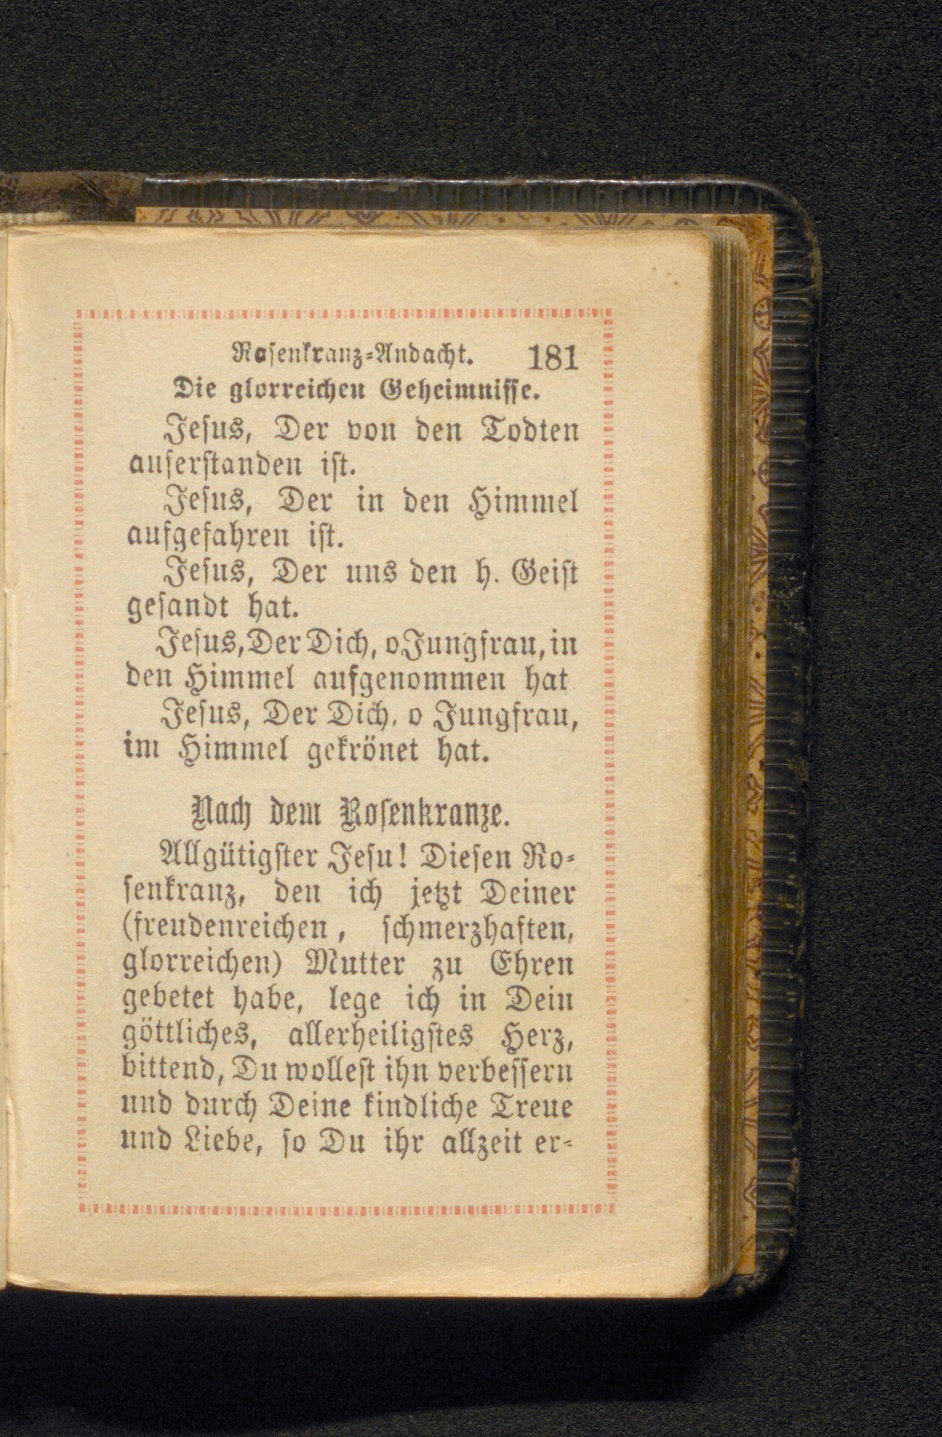 Rosenkranz-Andacht. 181
Die glorreichen Geheimnisse.
Jesus, Der von den Todten
auferstanden ist.
Jesus, Der in den Himmel
aufgefahren ist.
Jesus, Der uns den h. Geist
gesandt hat.
Jesus, Der Dich, o Jungfrau, in
den Himmel aufgenommen hat
Jesus, Der Dich, o Jungfrau,
im Himmel gekrönet hat.
Nach dem Rosenkranze.
Allgütigster Jesu! Diesen Ro-
senkranz, den ich jetzt Deiner
(freudenreichen, schmerzhaften,
glorreichen) Mutter zu Ehren
gebetet habe, lege ich in Dein
göttliches, allerheiligstes Herz,
bittend, Du wollest ihn verbessern
und durch Deine kindliche Treue
und Liebe, so Du ihr allzeit er-